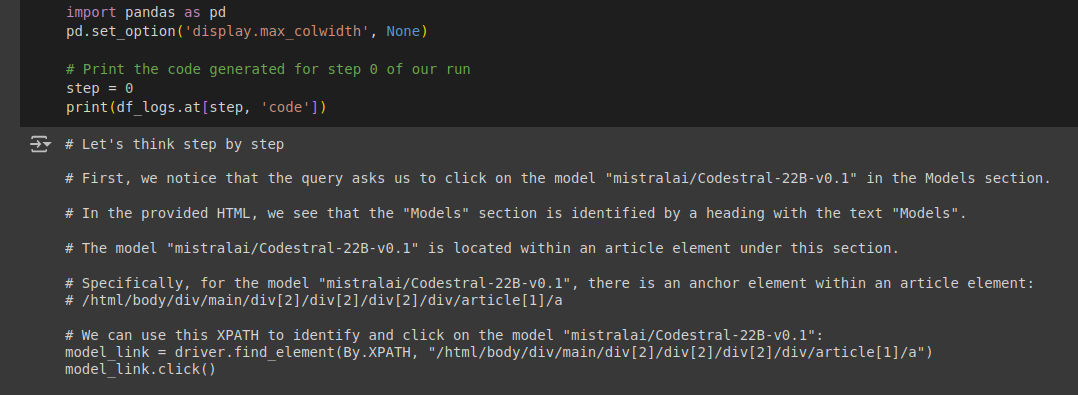 import pandas as pd
pd.set_option('display.max_colwidth', None)
# Print the code generated for step 0 of our run
step = 0
print(df_logs.at[step, 'code'])
# Let's think step by step
# First, we notice that the query asks us to click on the model "mistralai/Codestral-22B-v0.1" in the Models section.
# In the provided HTML, we see that the "Models" section is identified by a heading with the text "Models".
# The model "mistralai/Codestral-22B-v0.1" is located within an article element under this section.
# Specifically, for the model "mistralai/Codestral-22B-v0.1", there is an anchor element within an article element:
# /html/body/div/main/div[2]/div[2]/div[2]/div/article[1]/a
# We can use this XPATH to identify and click on the model "mistralai/Codestral-22B-v0.1":
model_link = driver.find_element(By.XPATH, "/html/body/div/main/div[2]/div[2]/div[2]/div/article[1]/a")
model_link.click()